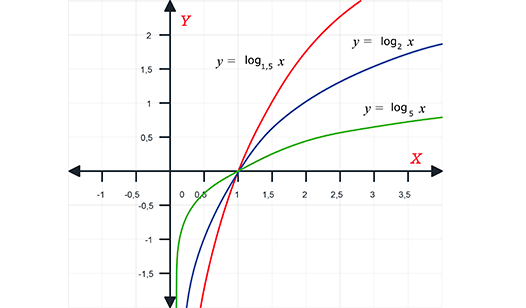 Y
2
y = log₂ x
y = log₁,₅ x
1,5
1
y = log₅ x
0,5
X
-1 -0,5 0 0,5 1 1,5 2 2,5 3 3,5
-0,5
-1
-1,5